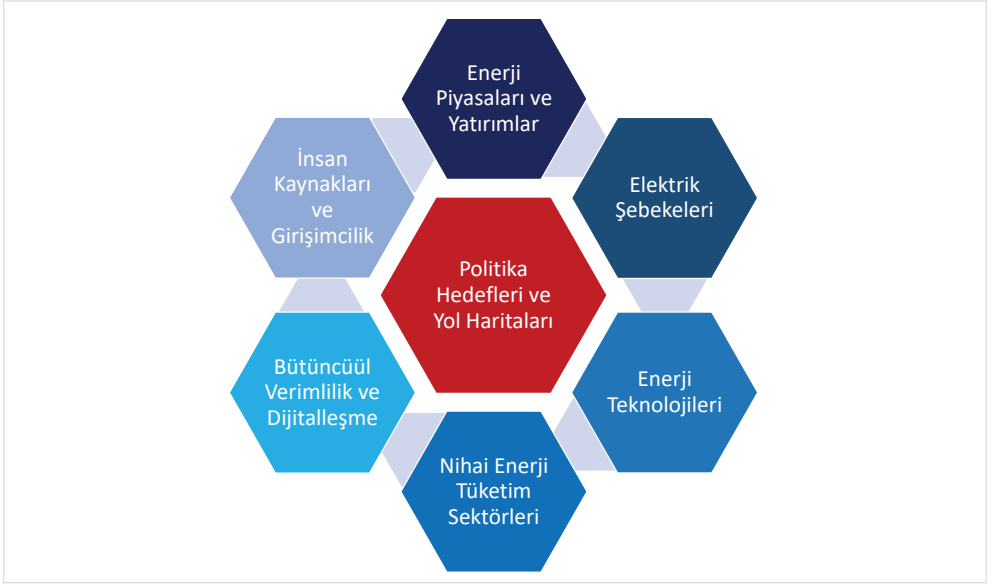 Enerji
Piyasaları ve
Yatırımlar
Elektrik
Şebekeleri
Enerji
Teknolojileri
Nihai Enerji
Tüketim
Sektörleri
Bütüncüül
Verimlilik ve
Dijitalleşme
İnsan
Kaynakları
ve
Girişimcilik
Politika
Hedefleri ve
Yol Haritaları